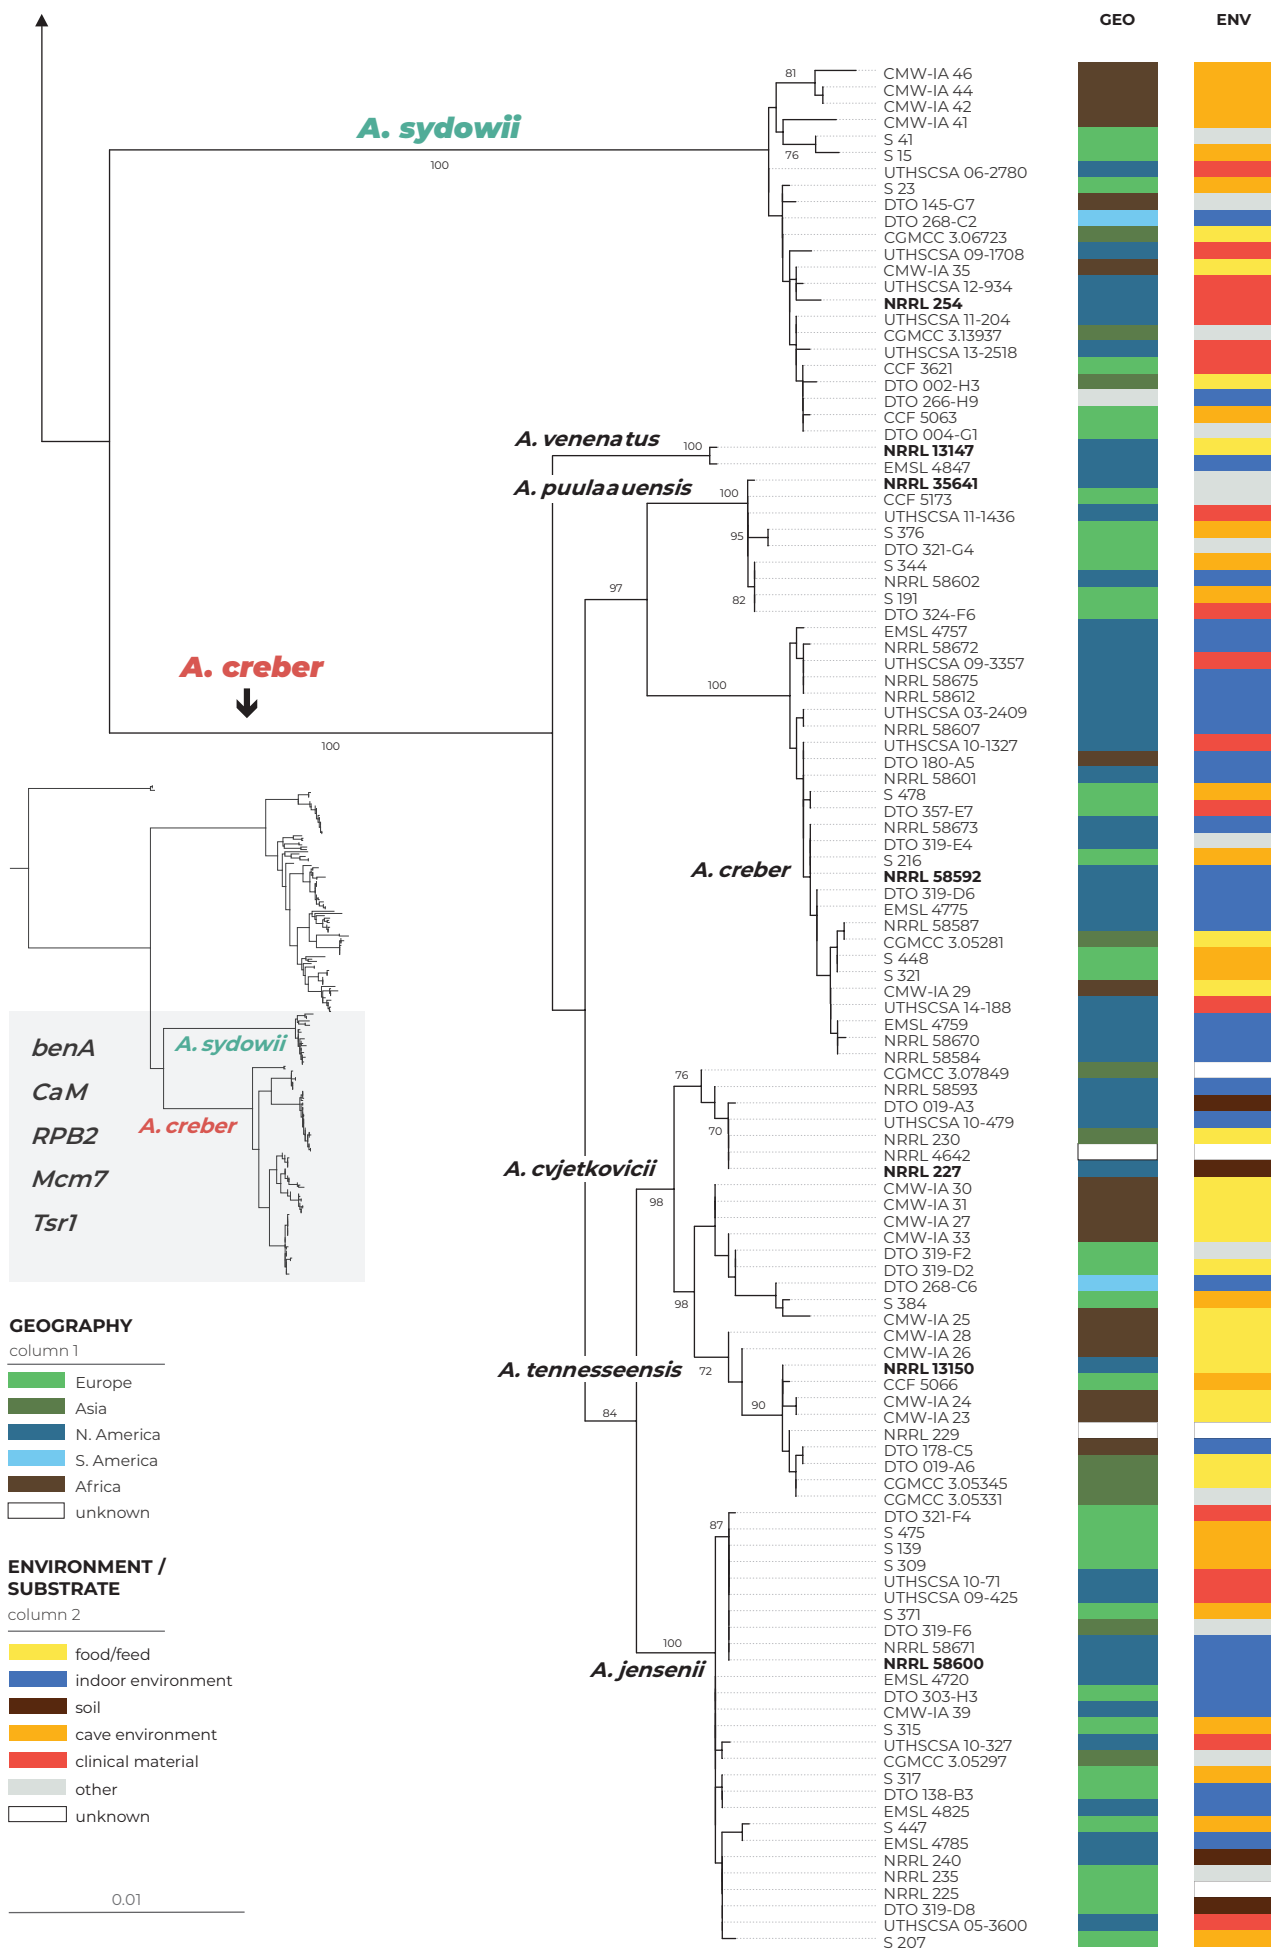 GEO
ENV
CMW-IA 46
CMW-IA 44
CMW-IA 42
CMW-IA 41
S 41
S 15
UTHSCSA 06-2780
S 23
DTO 145-G7
DTO 268-C2
CGMCC 3.06723
UTHSCSA 09-1708
CMW-IA 35
UTHSCSA 12-934
NRRL 254
UTHSCSA 11-204
CGMCC 3.13937
UTHSCSA 13-2518
CCF 3621
DTO 002-H3
DTO 266-H9
CCF 5063
DTO 004-G1
NRRL 13147
EMSL 4847
NRRL 35641
CCF 5173
UTHSCSA 11-1436
S 376
DTO 321-G4
S 344
NRRL 58602
S 191
DTO 324-F6
EMSL 4757
NRRL 58672
UTHSCSA 09-3357
NRRL 58675
NRRL 58612
UTHSCSA 03-2409
NRRL 58607
UTHSCSA 10-1327
DTO 180-A5
NRRL 58601
S 478
DTO 357-E7
NRRL 58673
DTO 319-E4
S 216
NRRL 58592
DTO 319-D6
EMSL 4775
NRRL 58587
CGMCC 3.05281
S 448
S 321
CMW-IA 29
UTHSCSA 14-188
EMSL 4759
NRRL 58670
NRRL 58584
CGMCC 3.07849
NRRL 58593
DTO 019-A3
UTHSCSA 10-479
NRRL 230
NRRL 4642
NRRL 227
CMW-IA 30
CMW-IA 31
CMW-IA 27
CMW-IA 33
DTO 319-F2
DTO 319-D2
DTO 268-C6
S 384
CMW-IA 25
CMW-IA 28
CMW-IA 26
NRRL 13150
CCF 5066
CMW-IA 24
CMW-IA 23
NRRL 229
DTO 178-C5
DTO 019-A6
CGMCC 3.05345
CGMCC 3.05331
DTO 321-F4
S 475
S 139
S 309
UTHSCSA 10-71
UTHSCSA 09-425
S 371
DTO 319-F6
NRRL 58671
NRRL 58600
EMSL 4720
DTO 303-H3
CMW-IA 39
S 315
UTHSCSA 10-327
CGMCC 3.05297
S 317
DTO 138-B3
EMSL 4825
S 447
EMSL 4785
NRRL 240
NRRL 235
NRRL 225
DTO 319-D8
UTHSCSA 05-3600
S 207
81
A. sydowii
76
100
A. venenatus
100
A. puulaauensis
100
95
97
82
A. creber
100
100
A. creber
76
70
A. cvjetkovicii
98
98
A. tennesseensis
72
90
84
87
100
A. jensenii
benA
CaM
RPB2
Mcm7
Tsr1
A. sydowii
A. creber
GEOGRAPHY
column 1
Europe
Asia
N. America
S. America
Africa
unknown
ENVIRONMENT /
SUBSTRATE
column 2
food/feed
indoor environment
soil
cave environment
clinical material
other
unknown
0.01